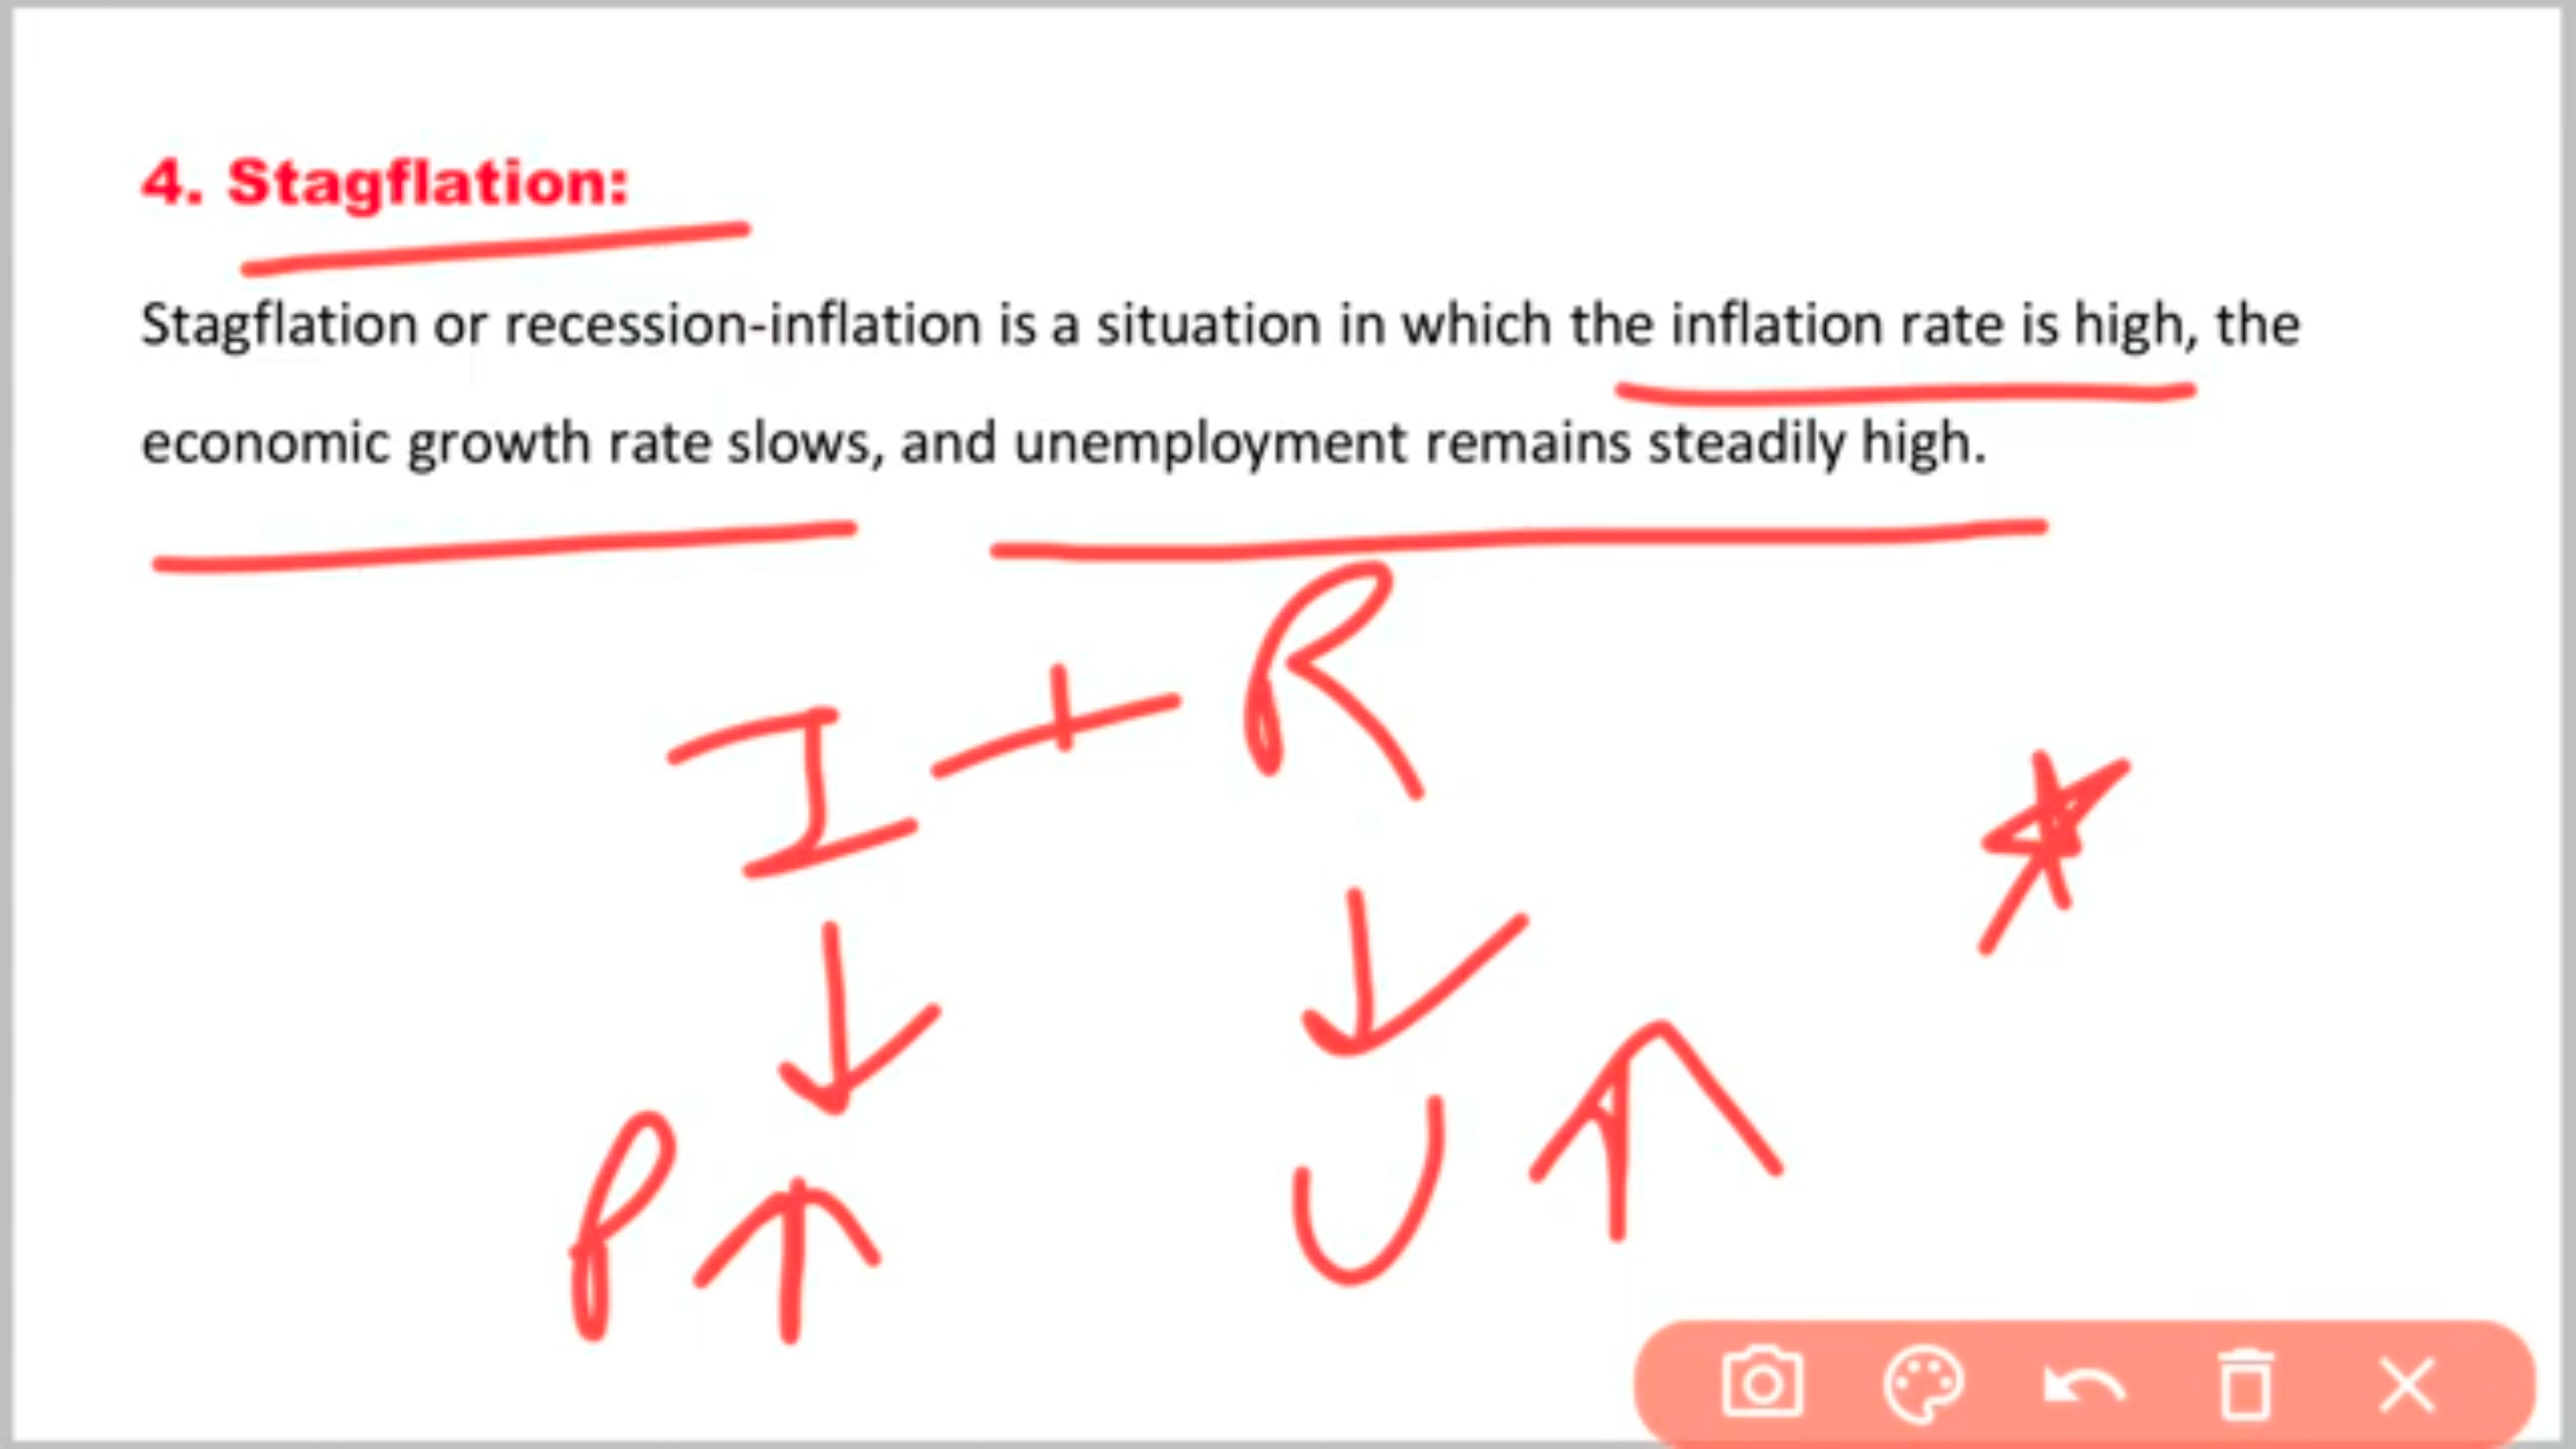 4. Stagflation:
Stagflation or recession-inflation is a situation in which the inflation rate is high, the
economic growth rate slows, and unemployment remains steadily high.
I + R
↓ ↓
P ↑ U ↑